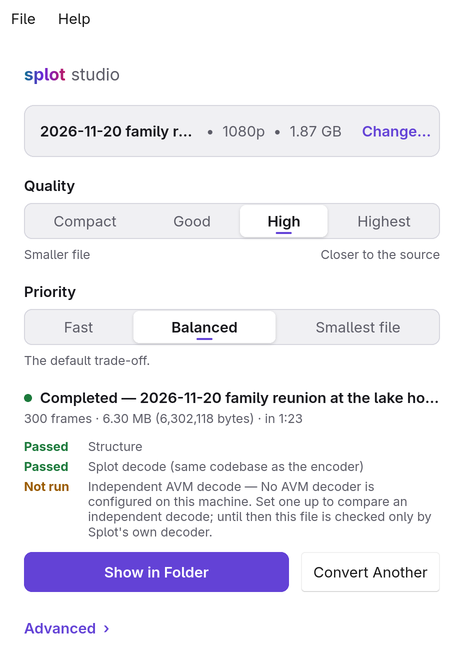 File Help
splot studio
2026-11-20 family r... • 1080p • 1.87 GB Change...
Quality
Compact Good High Highest
Smaller file Closer to the source
Priority
Fast Balanced Smallest file
The default trade-off.
Completed — 2026-11-20 family reunion at the lake ho...
300 frames · 6.30 MB (6,302,118 bytes) · in 1:23
Passed Structure
Passed Splot decode (same codebase as the encoder)
Not run Independent AVM decode — No AVM decoder is
configured on this machine. Set one up to compare an
independent decode; until then this file is checked only by
Splot's own decoder.
Show in Folder Convert Another
Advanced ›